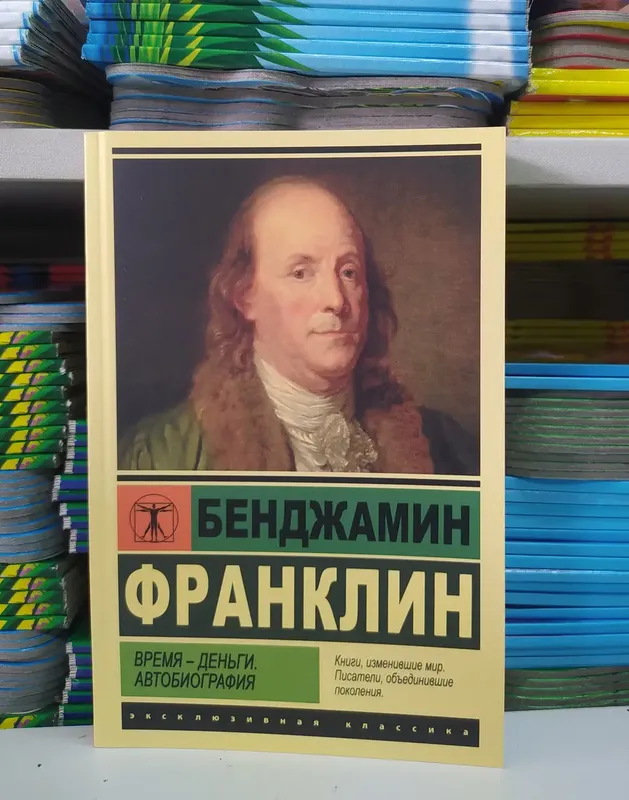 БЕНДЖАМИН
ФРАНКЛИН
ВРЕМЯ – ДЕНЬГИ.
АВТОБИОГРАФИЯ
Книги, изменившие мир.
Писатели, объединившие
поколения.
эксклюзивная классика